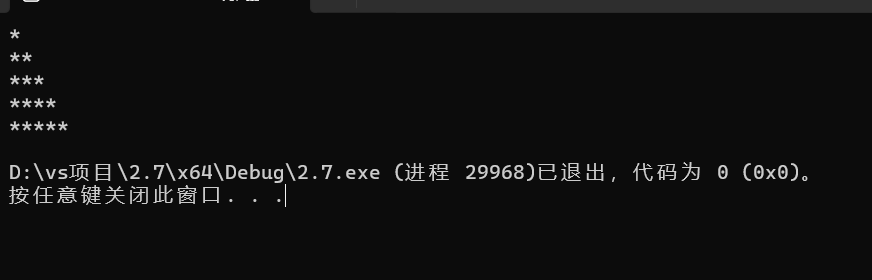 *
**
***
****
*****
D:\vs项目\2.7\x64\Debug\2.7.exe (进程 29968)已退出，代码为 0 (0x0)。
按任意键关闭此窗口. . .